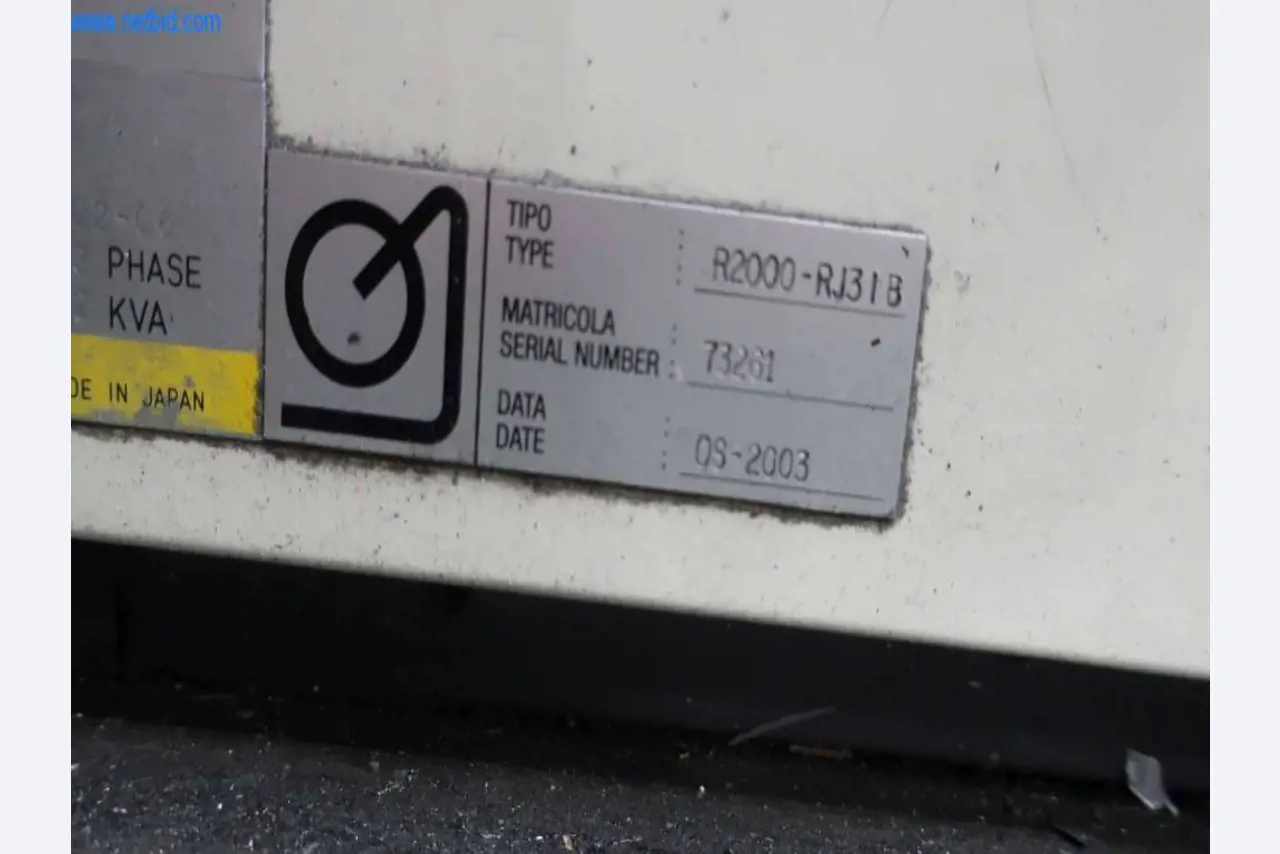 www.netbid.com
PHASE
KVA
DE IN JAPAN
TIPO
TYPE : R2000-RJ31B
MATRICOLA
SERIAL NUMBER : 73261
DATA
DATE : 0S-2003